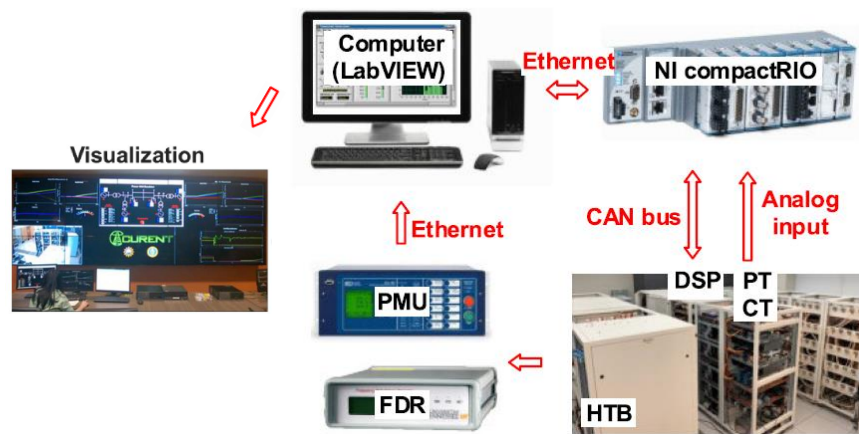 Computer
(LabVIEW)
Ethernet
NI compactRIO
Visualization
CURENT
CAN bus
Analog
input
Ethernet
DSP
PT
CT
PMU
FDR
HTB